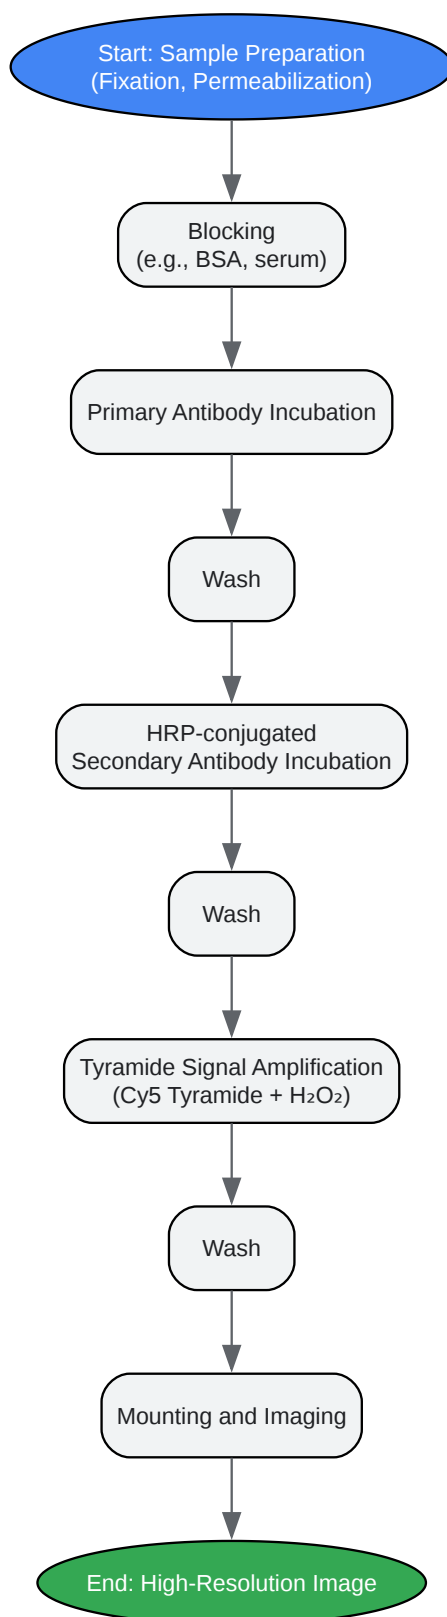 Start: Sample Preparation
(Fixation, Permeabilization)
Blocking
(e.g., BSA, serum)
Primary Antibody Incubation
Wash
HRP-conjugated
Secondary Antibody Incubation
Wash
Tyramide Signal Amplification
(Cy5 Tyramide + H₂O₂)
Wash
Mounting and Imaging
End: High-Resolution Image